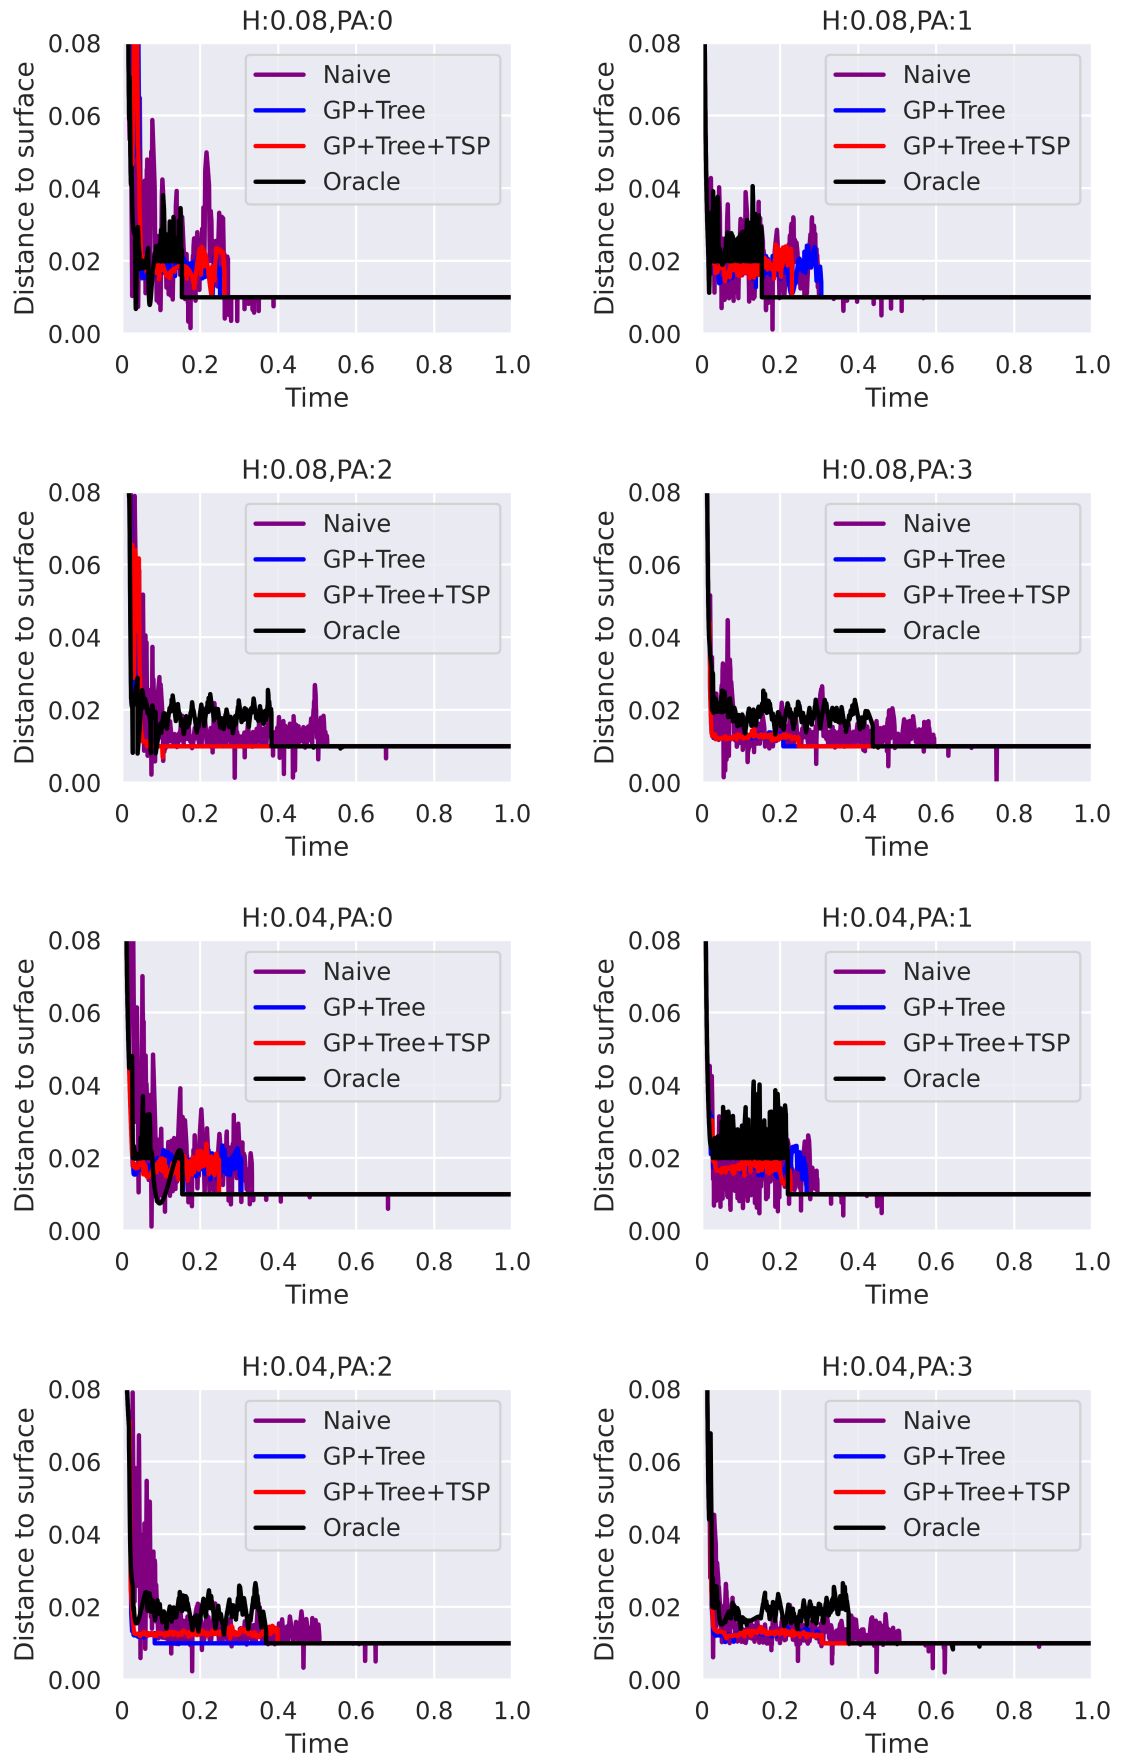 H:0.08,PA:0
Distance to surface
0.08
0.06
0.04
0.02
0.00
Naive
GP+Tree
GP+Tree+TSP
Oracle
0 0.2 0.4 0.6 0.8 1.0
Time
H:0.08,PA:1
Distance to surface
0.08
0.06
0.04
0.02
0.00
Naive
GP+Tree
GP+Tree+TSP
Oracle
0 0.2 0.4 0.6 0.8 1.0
Time
H:0.08,PA:2
Distance to surface
0.08
0.06
0.04
0.02
0.00
Naive
GP+Tree
GP+Tree+TSP
Oracle
0 0.2 0.4 0.6 0.8 1.0
Time
H:0.08,PA:3
Distance to surface
0.08
0.06
0.04
0.02
0.00
Naive
GP+Tree
GP+Tree+TSP
Oracle
0 0.2 0.4 0.6 0.8 1.0
Time
H:0.04,PA:0
Distance to surface
0.08
0.06
0.04
0.02
0.00
Naive
GP+Tree
GP+Tree+TSP
Oracle
0 0.2 0.4 0.6 0.8 1.0
Time
H:0.04,PA:1
Distance to surface
0.08
0.06
0.04
0.02
0.00
Naive
GP+Tree
GP+Tree+TSP
Oracle
0 0.2 0.4 0.6 0.8 1.0
Time
H:0.04,PA:2
Distance to surface
0.08
0.06
0.04
0.02
0.00
Naive
GP+Tree
GP+Tree+TSP
Oracle
0 0.2 0.4 0.6 0.8 1.0
Time
H:0.04,PA:3
Distance to surface
0.08
0.06
0.04
0.02
0.00
Naive
GP+Tree
GP+Tree+TSP
Oracle
0 0.2 0.4 0.6 0.8 1.0
Time